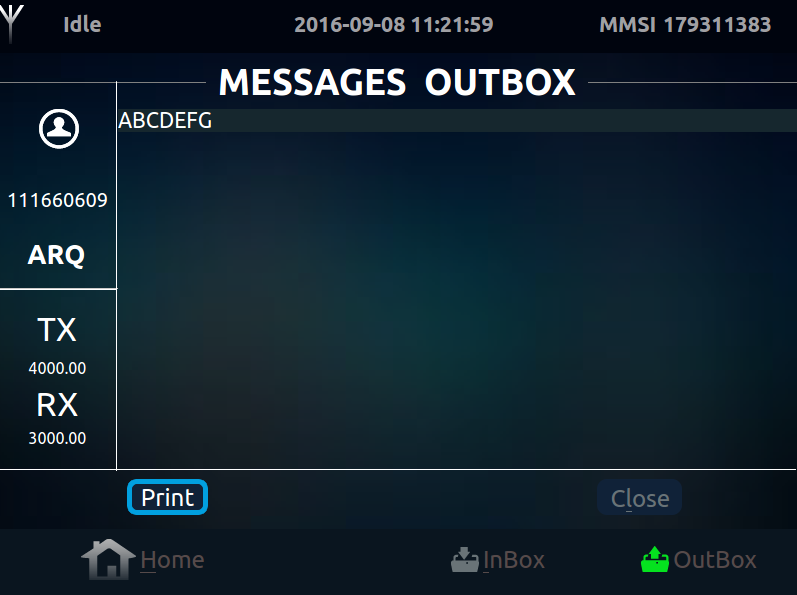 Idle 2016-09-08 11:21:59 MMSI 179311383
MESSAGES OUTBOX
ABCDEFG
111660609
ARQ
TX
4000.00
RX
3000.00
Print Close
Home InBox OutBox